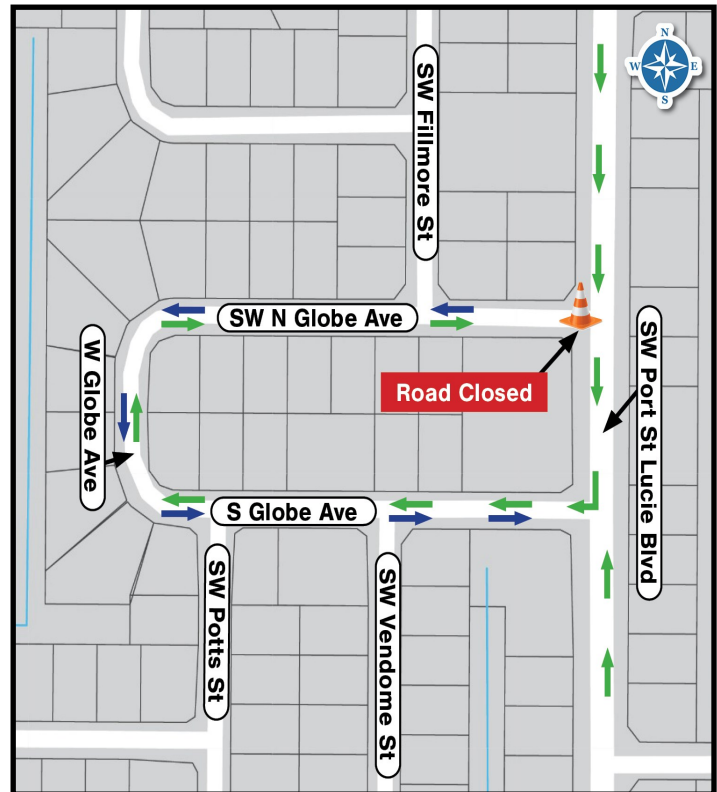 N
W E
S
SW Fillmore St
SW N Globe Ave
Road Closed
W Globe Ave
SW Port St Lucie Blvd
S Globe Ave
SW Potts St
SW Vendome St